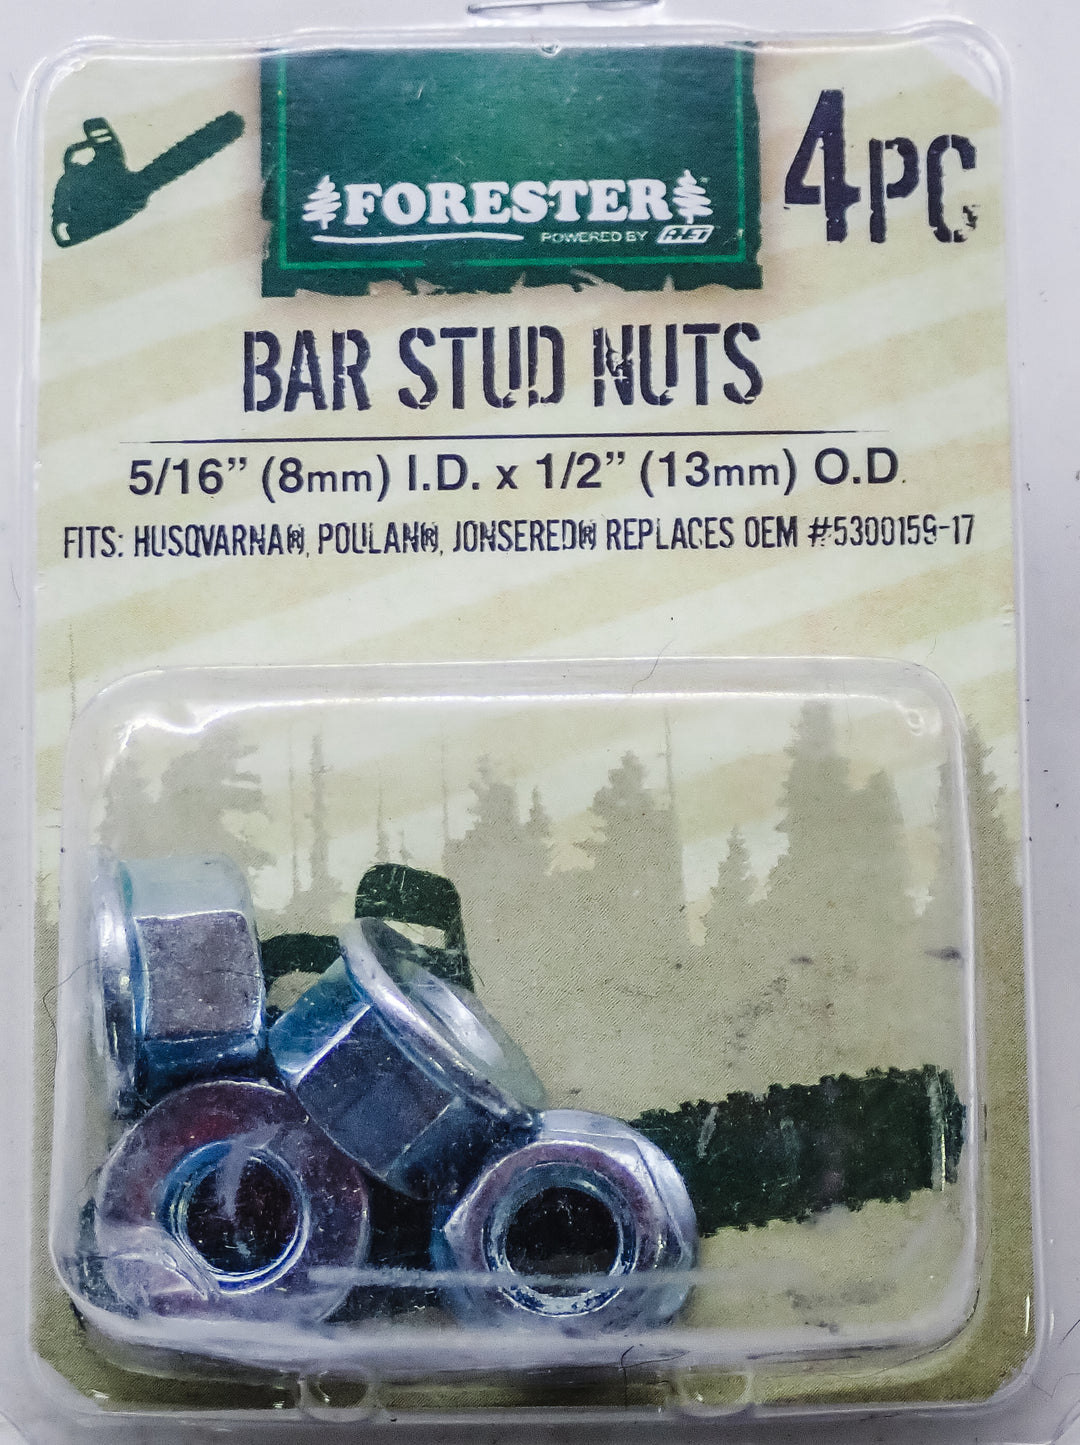 FORESTER
POWERED BY
4PC
BAR STUD NUTS
5/16" (8mm) I.D. x 1/2" (13mm) O.D.
FITS: HUSQVARNA®, POULAN®, JONSERED® REPLACES OEM #5300159-17